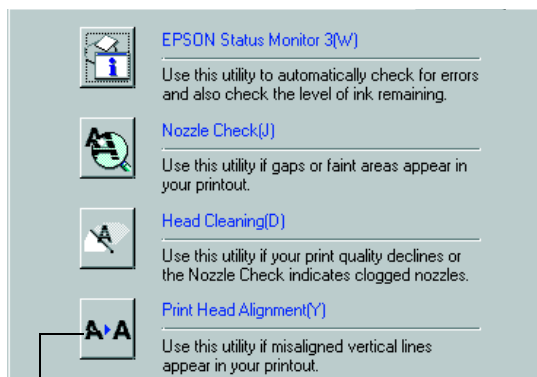 EPSON Status Monitor 3(W)
Use this utility to automatically check for errors
and also check the level of ink remaining.
Nozzle Check(J)
Use this utility if gaps or faint areas appear in
your printout.
Head Cleaning(D)
Use this utility if your print quality declines or
the Nozzle Check indicates clogged nozzles.
Print Head Alignment(Y)
A A
Use this utility if misaligned vertical lines
appear in your printout.